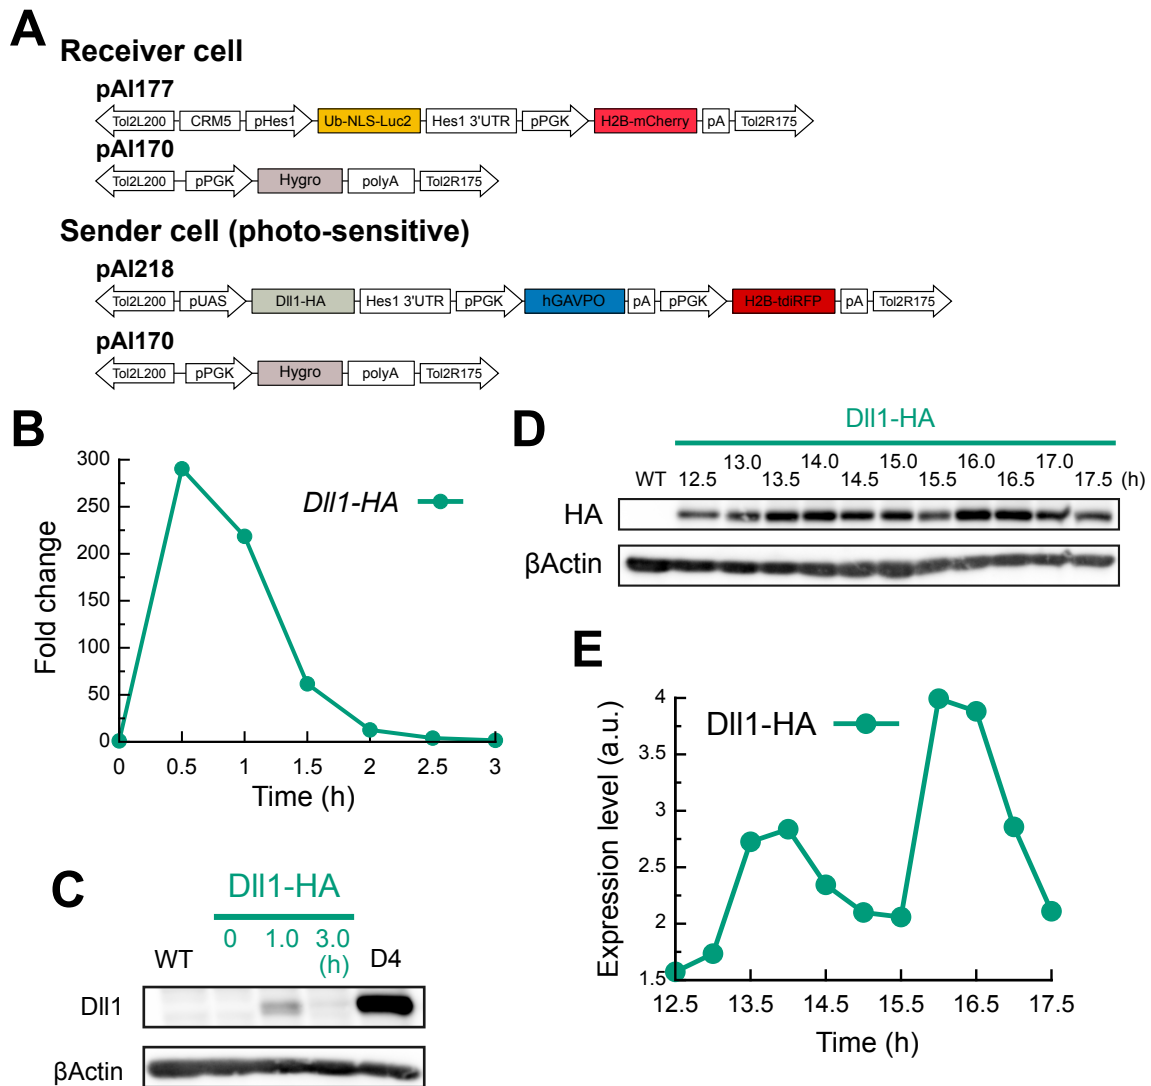 A
Receiver cell
pAI177
Tol2L200 CRM5 pHes1 Ub-NLS-Luc2 Hes1 3'UTR pPGK H2B-mCherry pA Tol2R175
pAI170
Tol2L200 pPGK Hygro polyA Tol2R175
Sender cell (photo-sensitive)
pAI218
Tol2L200 pUAS Dll1-HA Hes1 3'UTR pPGK hGAVPO pA pPGK H2B-tdiRFP pA Tol2R175
pAI170
Tol2L200 pPGK Hygro polyA Tol2R175
B
300
250
200
150
100
50
0
Fold change
Dll1-HA
0 0.5 1 1.5 2 2.5 3
Time (h)
C
Dll1-HA
WT 0 1.0 3.0 D4
(h)
Dll1
βActin
D
Dll1-HA
13.0 14.0 15.0 16.0 17.0
WT 12.5 13.5 14.5 15.5 16.5 17.5 (h)
HA
βActin
E
4
3.5
3
2.5
2
1.5
Expression level (a.u.)
Dll1-HA
12.5 13.5 14.5 15.5 16.5 17.5
Time (h)